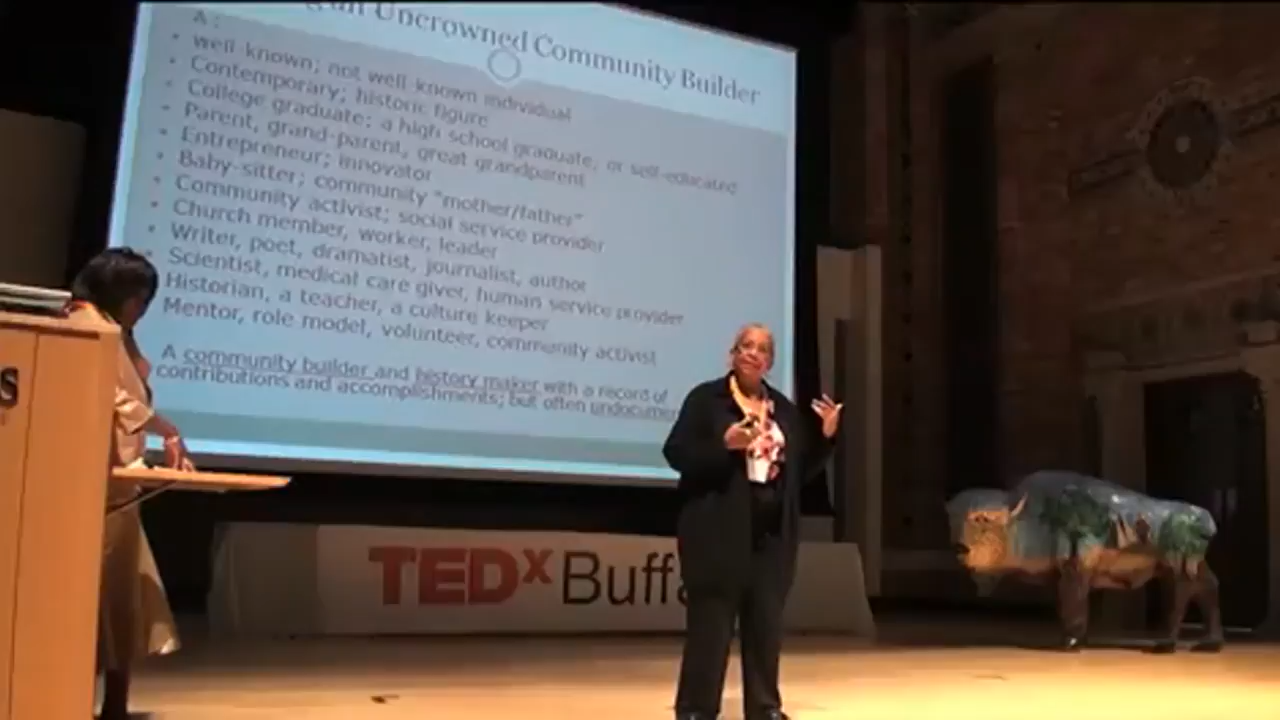 an Uncrowned Community Builder
A :
well known; not well known individual
Contemporary; historic figure
College graduate; a high school graduate, or self-educated
Parent, grand-parent, great grandparent
Entrepreneur; innovator
Baby-sitter; community "mother/father"
Community activist; social service provider
Church member, worker, leader
Writer, poet, dramatist, journalist, author
Scientist, medical care giver, human service provider
Historian, a teacher, a culture keeper
Mentor, role model, volunteer, community activist
A community builder and history maker with a record of
contributions and accomplishments; but often undocumen
TEDx Buffa
S